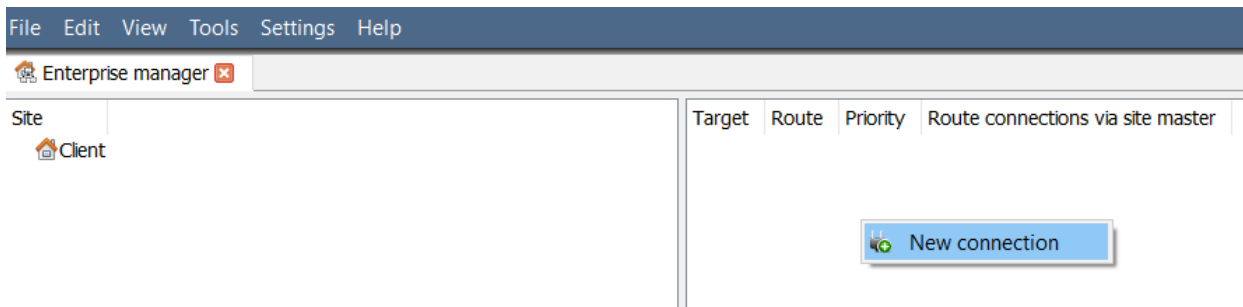 File Edit View Tools Settings Help
Enterprise manager
Site
Target Route Priority Route connections via site master
Client
New connection